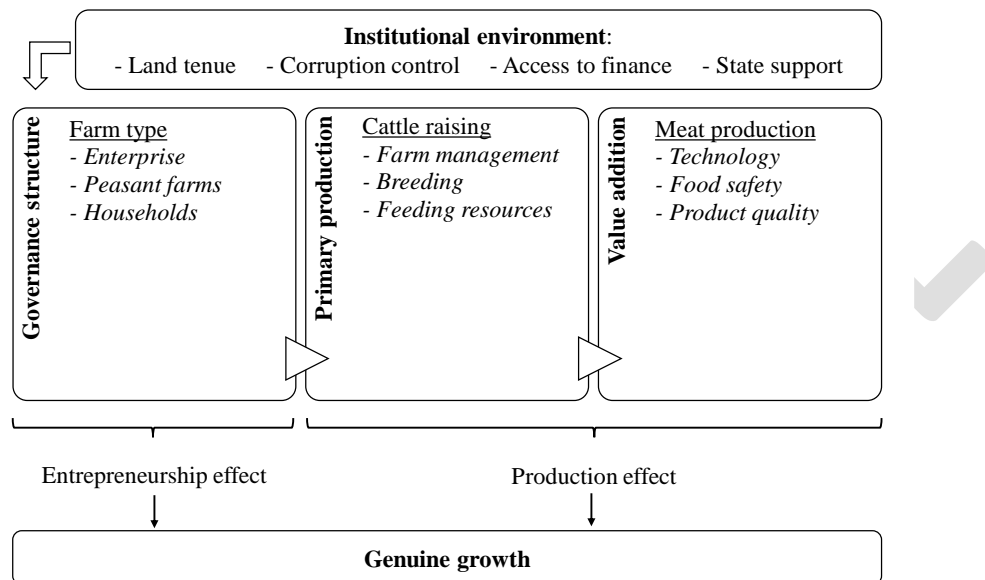 Institutional environment:
- Land tenue - Corruption control - Access to finance - State support
Governance structure
Farm type
- Enterprise
- Peasant farms
- Households
Primary production
Cattle raising
- Farm management
- Breeding
- Feeding resources
Value addition
Meat production
- Technology
- Food safety
- Product quality
Entrepreneurship effect
Production effect
Genuine growth